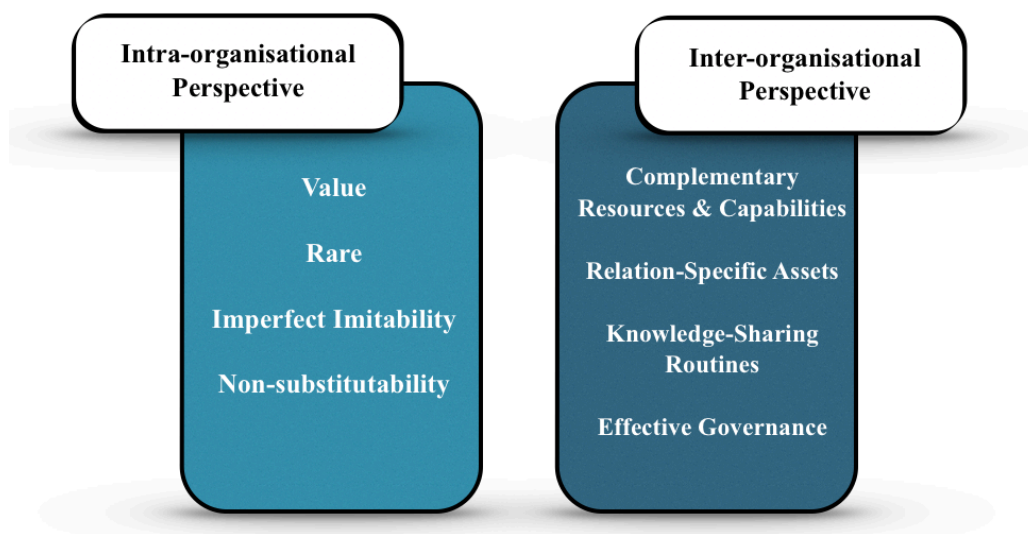 Intra-organisational
Perspective
Value
Rare
Imperfect Imitability
Non-substitutability
Inter-organisational
Perspective
Complementary
Resources & Capabilities
Relation-Specific Assets
Knowledge-Sharing
Routines
Effective Governance